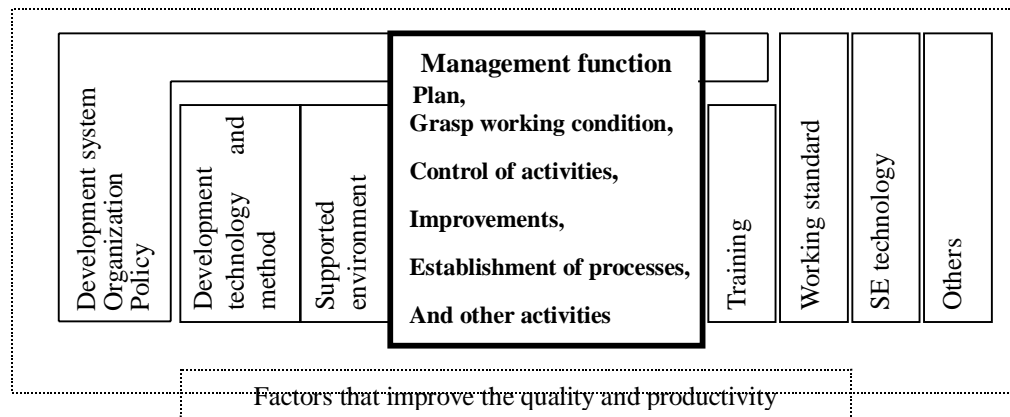 Development system
Organization
Policy
Development
technology and
method
Supported
environment
Management function
Plan,
Grasp working condition,
Control of activities,
Improvements,
Establishment of processes,
And other activities
Training
Working standard
SE technology
Others
Factors that improve the quality and productivity